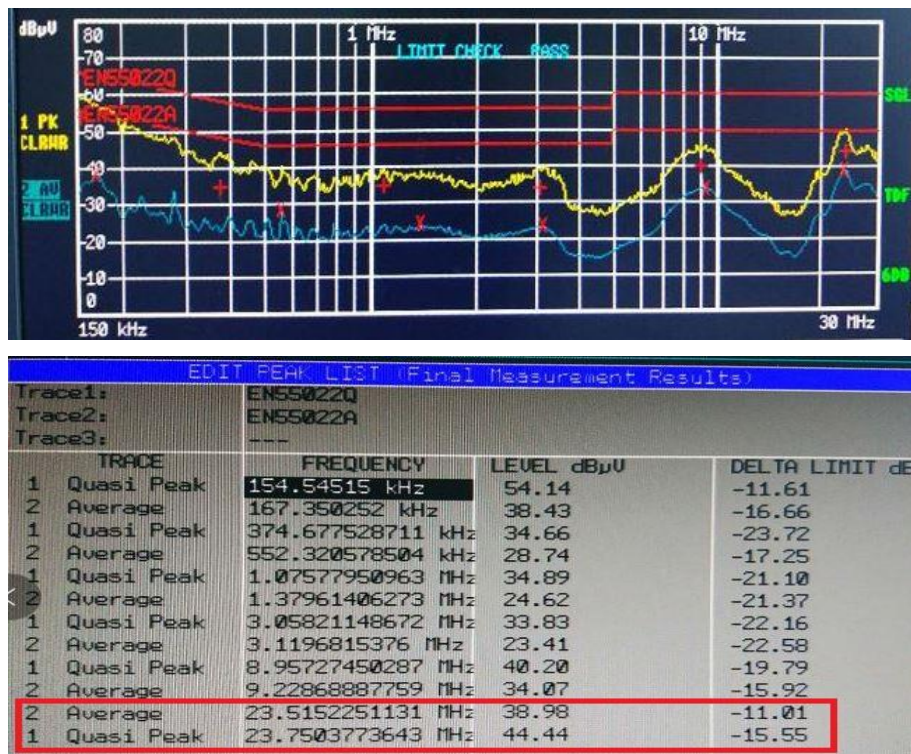 dBµV
80
1 MHz
10 MHz
LIMIT CHECK PASS
-70
EN55022Q
-60
SGL
EN55022A
1 PK
CLRWR
-50
-40
2 AV
CLRWR
-30
TDF
-20
-10
6DB
0
150 kHz
30 MHz
EDIT PEAK LIST (Final Measurement Results)
Trace1: EN55022Q
Trace2: EN55022A
Trace3: ---
TRACE FREQUENCY LEVEL dBµV DELTA LIMIT dB
1 Quasi Peak 154.54515 kHz 54.14 -11.61
2 Average 167.350252 kHz 38.43 -16.66
1 Quasi Peak 374.677528711 kHz 34.66 -23.72
2 Average 552.320578504 kHz 28.74 -17.25
1 Quasi Peak 1.07577950963 MHz 34.89 -21.10
2 Average 1.37961406273 MHz 24.62 -21.37
1 Quasi Peak 3.05821148672 MHz 33.83 -22.16
2 Average 3.1196815376 MHz 23.41 -22.58
1 Quasi Peak 8.95727450287 MHz 40.20 -19.79
2 Average 9.22868887759 MHz 34.07 -15.92
2 Average 23.5152251131 MHz 38.98 -11.01
1 Quasi Peak 23.7503773643 MHz 44.44 -15.55